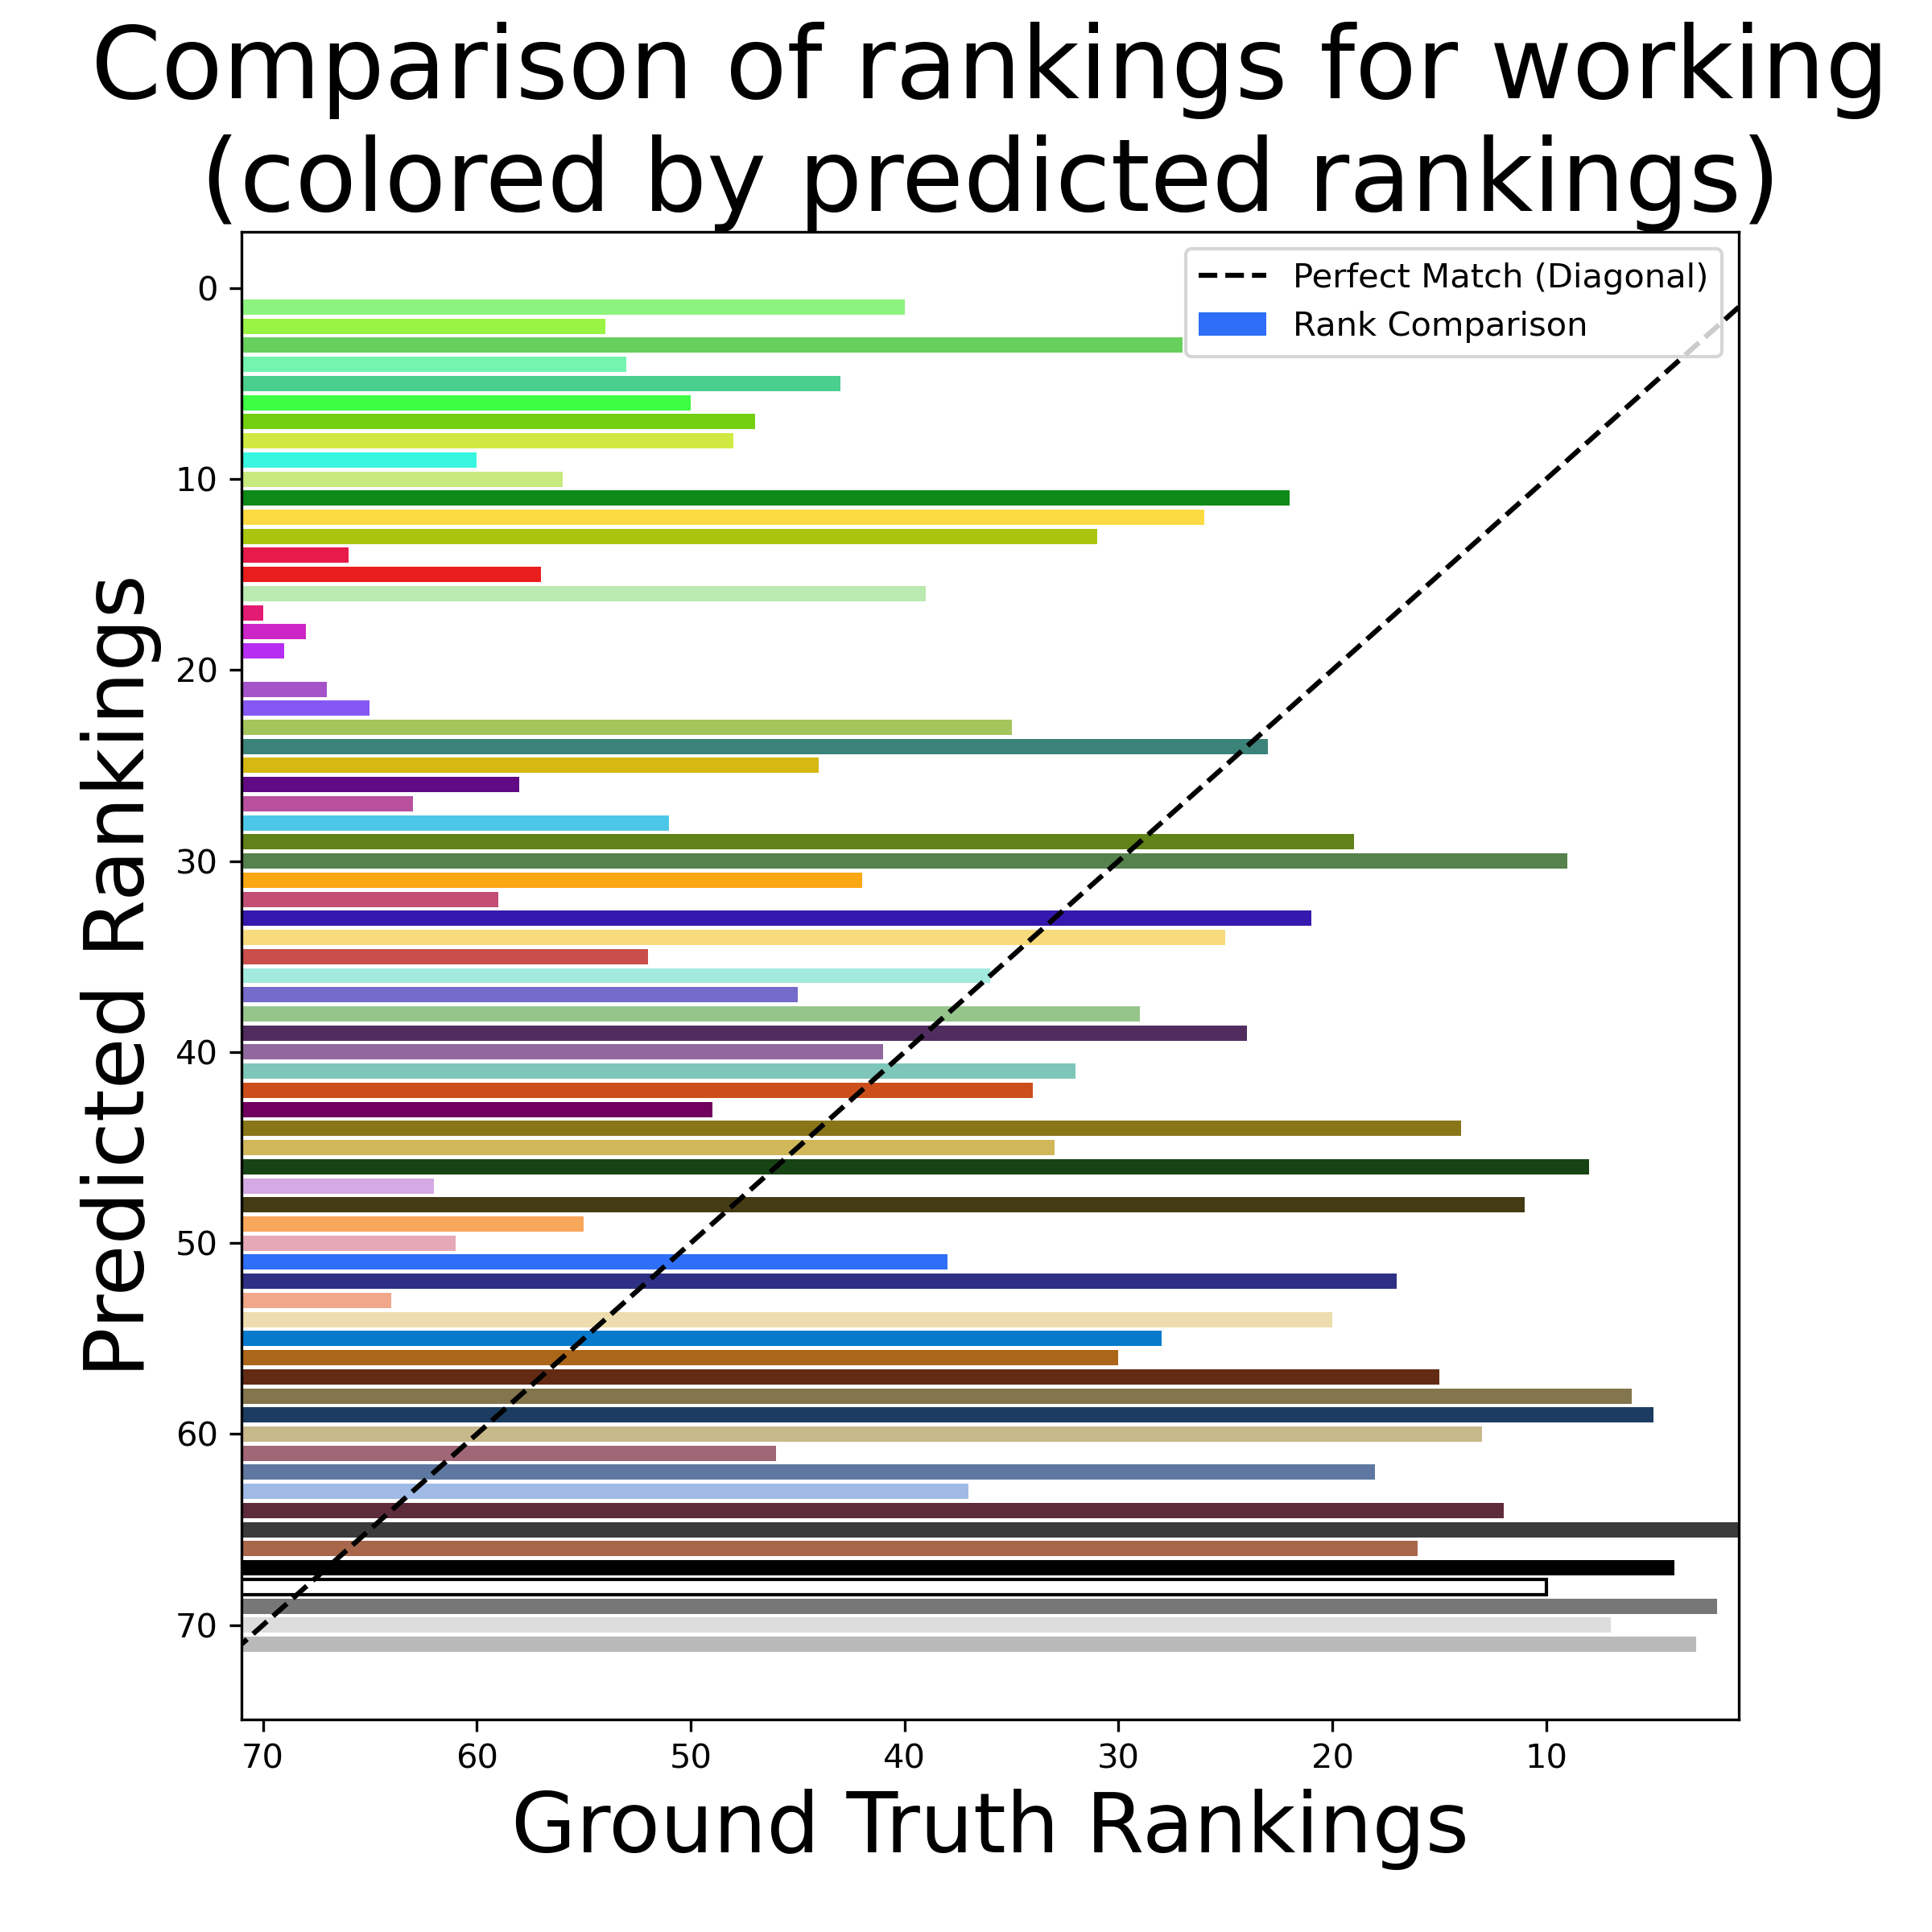 Comparison of rankings for working
(colored by predicted rankings)
Perfect Match (Diagonal)
Rank Comparison
Predicted Rankings
0
10
20
30
40
50
60
70
70 60 50 40 30 20 10
Ground Truth Rankings